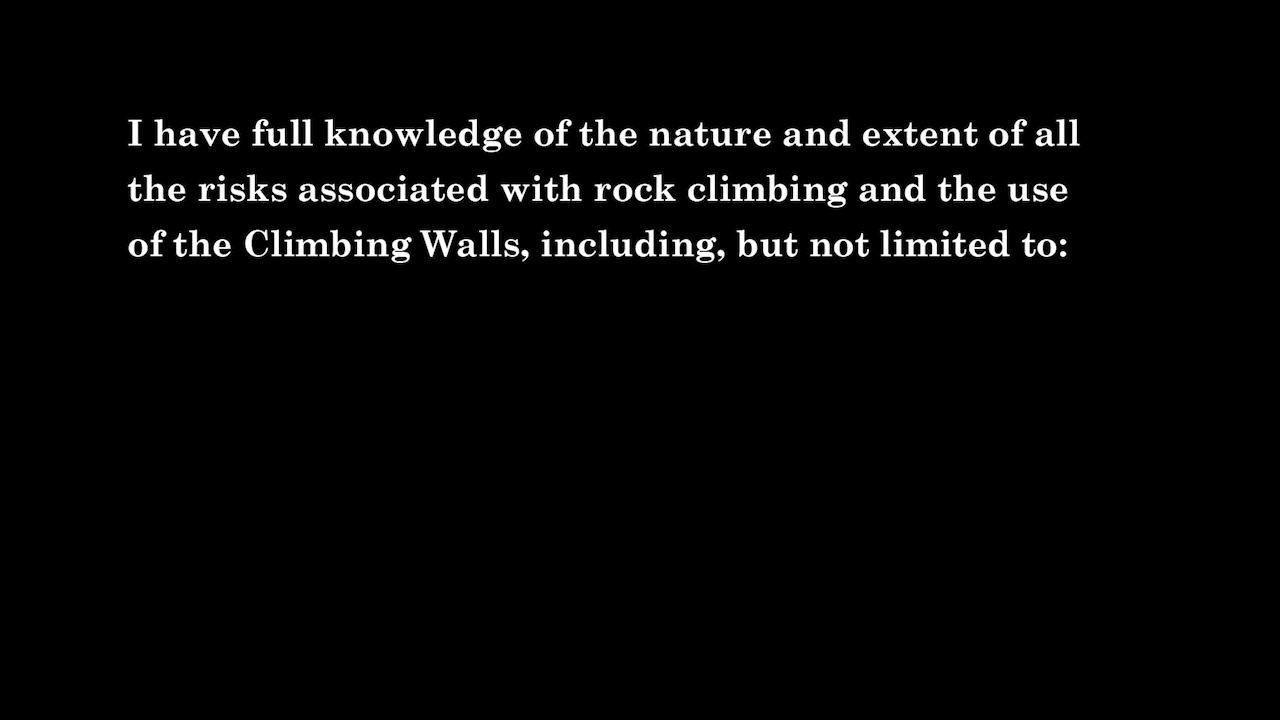 I have full knowledge of the nature and extent of all
the risks associated with rock climbing and the use
of the Climbing Walls, including, but not limited to: